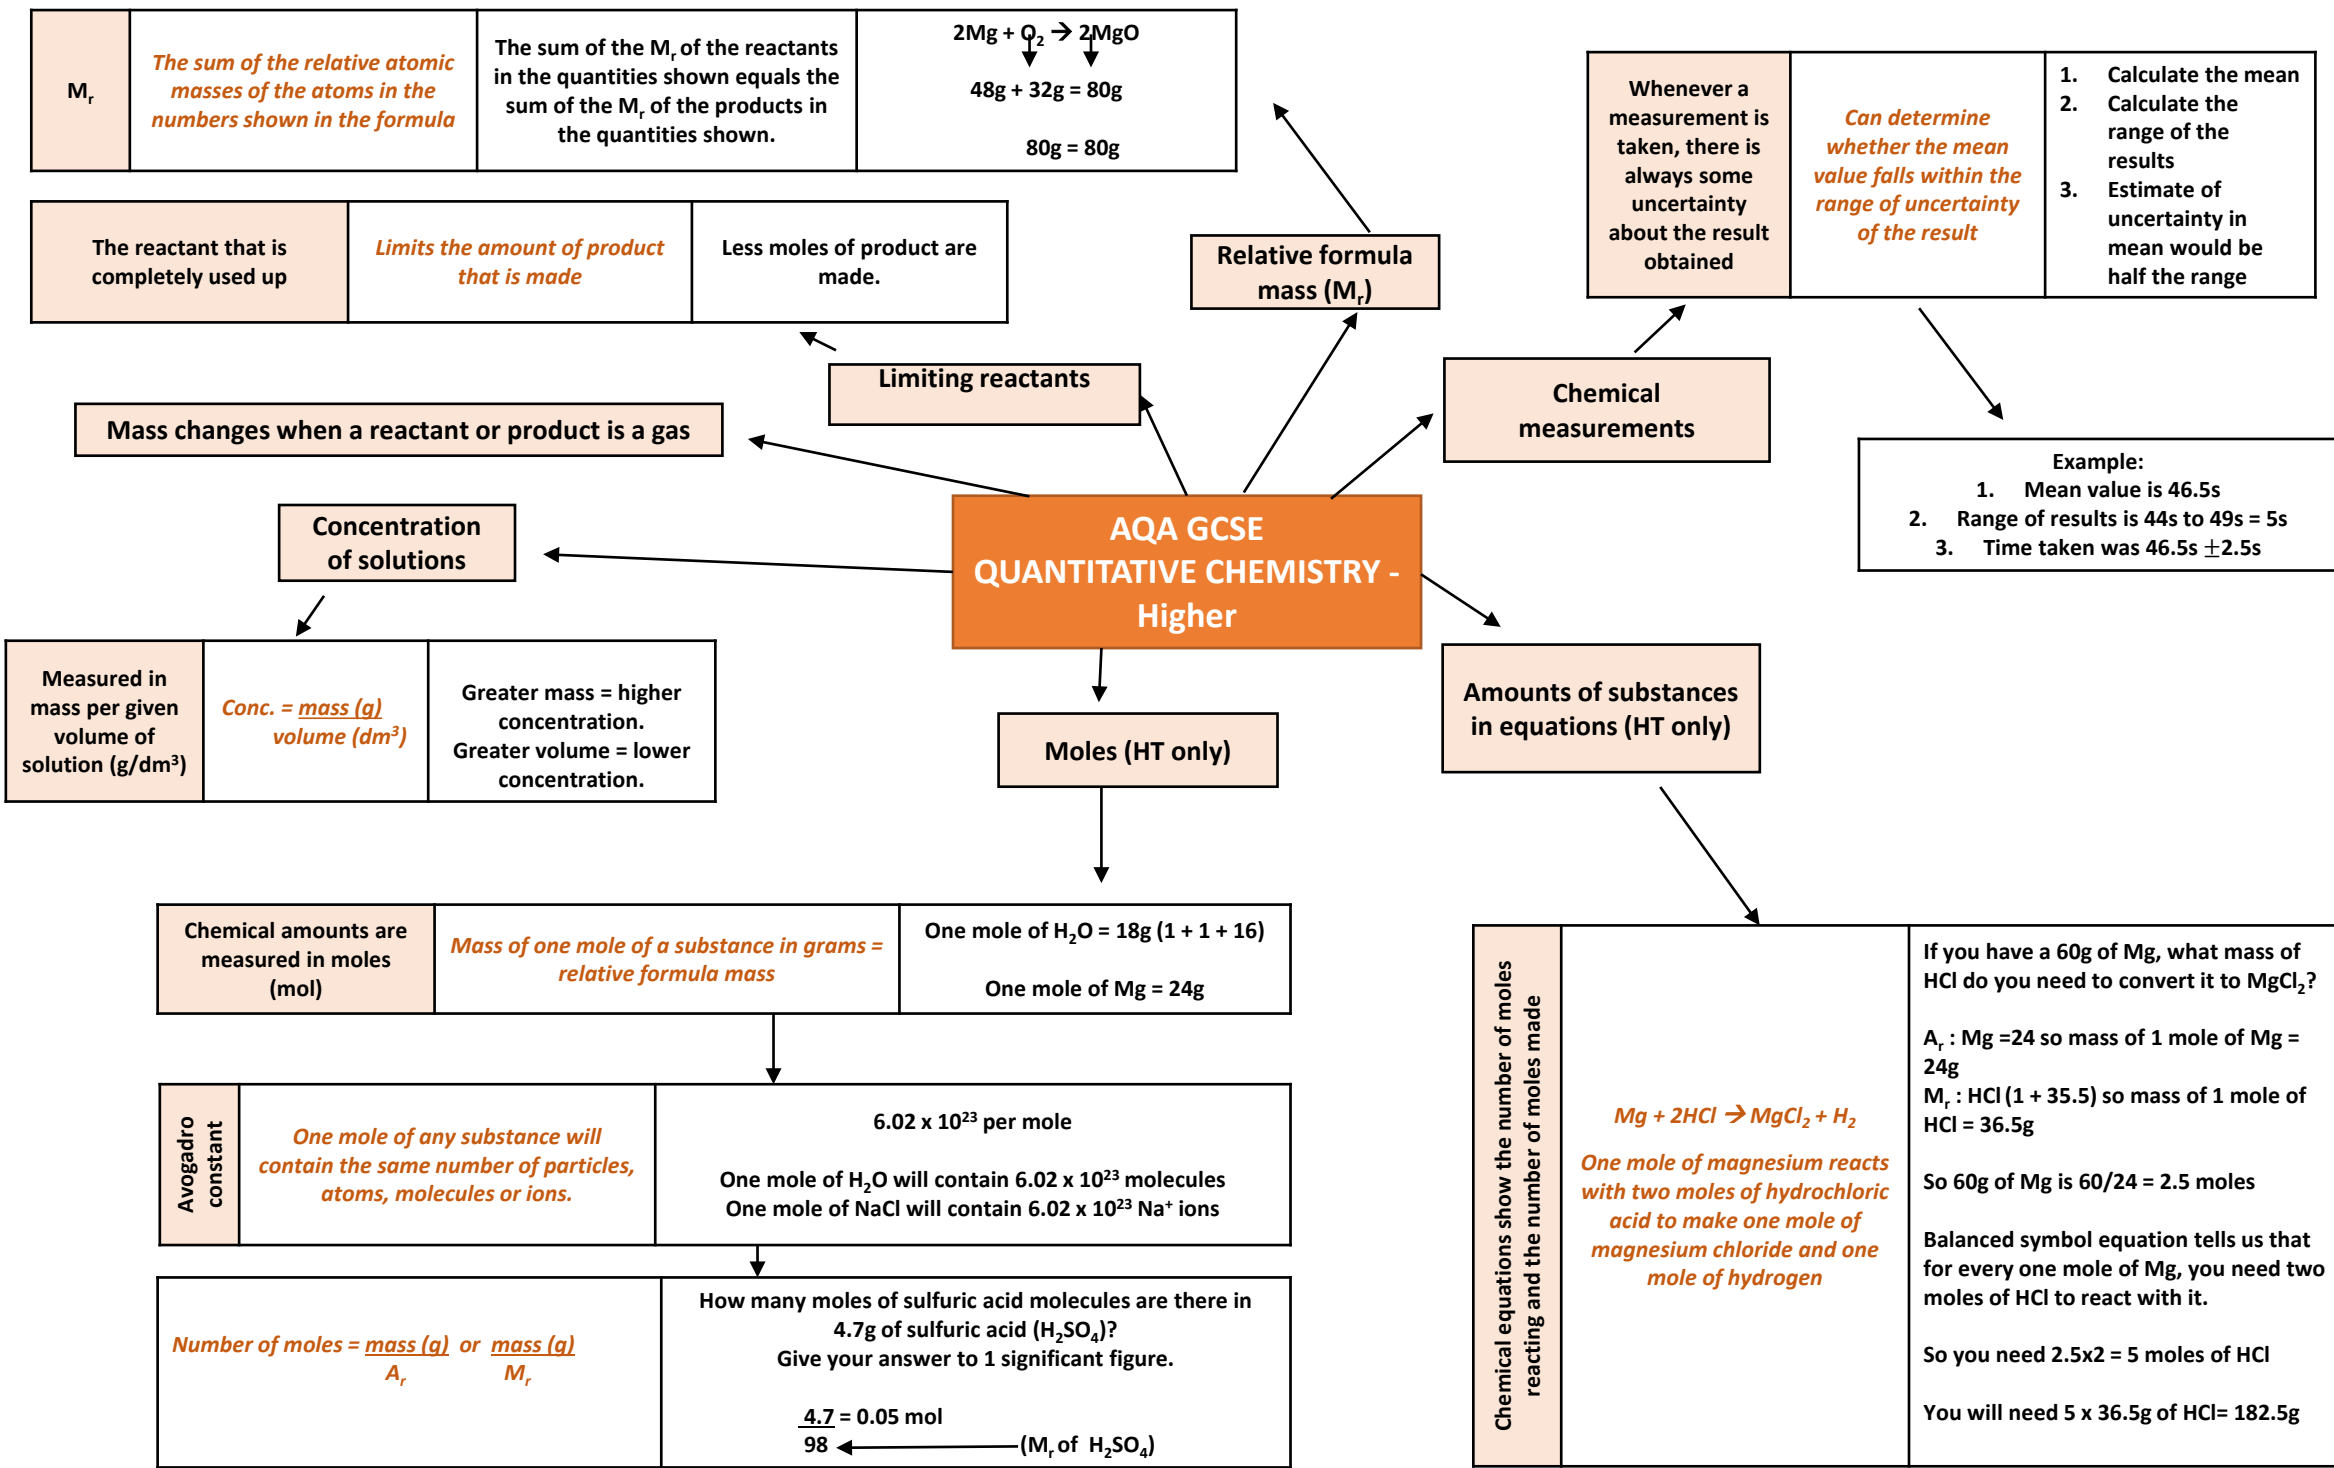 M​r
The sum of the relative atomic
masses of the atoms in the
numbers shown in the formula
The sum of the Mr of the reactants
in the quantities shown equals the
sum of the Mr of the products in
the quantities shown.
2Mg + O2 → 2MgO
48g + 32g = 80g
80g = 80g
The reactant that is
completely used up
Limits the amount of product
that is made
Less moles of product are
made.
Relative formula
mass (Mr)
Limiting reactants
Mass changes when a reactant or product is a gas
Whenever a
measurement is
taken, there is
always some
uncertainty
about the result
obtained
Can determine
whether the mean
value falls within the
range of uncertainty
of the result
1. Calculate the mean
2. Calculate the
range of the
results
3. Estimate of
uncertainty in
mean would be
half the range
Chemical
measurements
Example:
1. Mean value is 46.5s
2. Range of results is 44s to 49s = 5s
3. Time taken was 46.5s ±2.5s
Concentration
of solutions
AQA GCSE
QUANTITATIVE CHEMISTRY -
Higher
Measured in
mass per given
volume of
solution (g/dm³)
Conc. = mass (g)
volume (dm³)
Greater mass = higher
concentration.
Greater volume = lower
concentration.
Moles (HT only)
Amounts of substances
in equations (HT only)
Chemical amounts are
measured in moles
(mol)
Mass of one mole of a substance in grams =
relative formula mass
One mole of H2O = 18g (1 + 1 + 16)
One mole of Mg = 24g
Avogadro
constant
One mole of any substance will
contain the same number of particles,
atoms, molecules or ions.
6.02 x 10²³ per mole
One mole of H2O will contain 6.02 x 10²³ molecules
One mole of NaCl will contain 6.02 x 10²³ Na⁺ ions
Number of moles = mass (g) or mass (g)
Ar Mr
How many moles of sulfuric acid molecules are there in
4.7g of sulfuric acid (H2SO4)?
Give your answer to 1 significant figure.
4.7 = 0.05 mol
98 (Mr of H2SO4)
Chemical equations show the number of moles
reacting and the number of moles made
Mg + 2HCl → MgCl2 + H2
One mole of magnesium reacts
with two moles of hydrochloric
acid to make one mole of
magnesium chloride and one
mole of hydrogen
If you have a 60g of Mg, what mass of
HCl do you need to convert it to MgCl2?
Ar : Mg =24 so mass of 1 mole of Mg =
24g
Mr : HCl (1 + 35.5) so mass of 1 mole of
HCl = 36.5g
So 60g of Mg is 60/24 = 2.5 moles
Balanced symbol equation tells us that
for every one mole of Mg, you need two
moles of HCl to react with it.
So you need 2.5x2 = 5 moles of HCl
You will need 5 x 36.5g of HCl= 182.5g